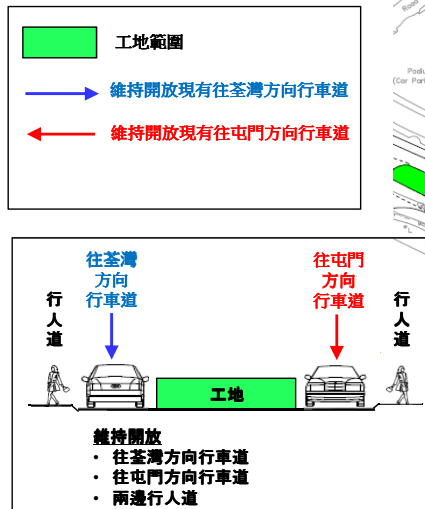 工地範圍
維持開放現有往荃灣方向行車道
維持開放現有往屯門方向行車道
Road
Podiu
(Car Par
往荃灣
方向
行車道
往屯門
方向
行車道
行人道
行人道
工地
維持開放
• 往荃灣方向行車道
• 往屯門方向行車道
• 兩邊行人道